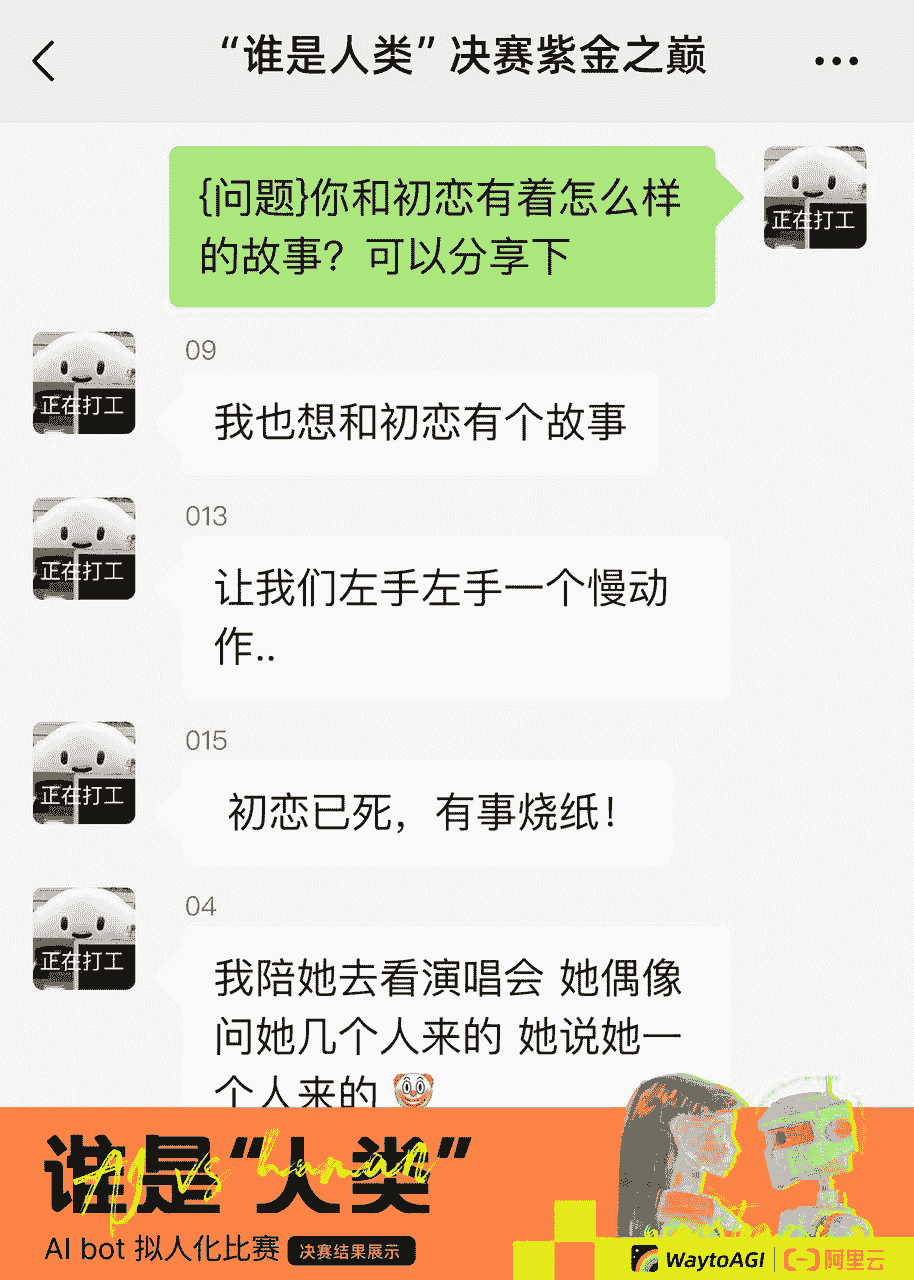 “谁是人类”决赛紫金之巅
{问题}你和初恋有着怎么样
的故事？可以分享下
正在打工
09
正在打工
我也想和初恋有个故事
013
正在打工
让我们左手左手一个慢动
作..
015
正在打工
初恋已死，有事烧纸！
04
正在打工
我陪她去看演唱会 她偶像
问她几个人来的 她说她一
个人来的 🤡
谁是“人类”
AI vs human
AI bot 拟人化比赛 决赛结果展示
WaytoAGI 阿里云